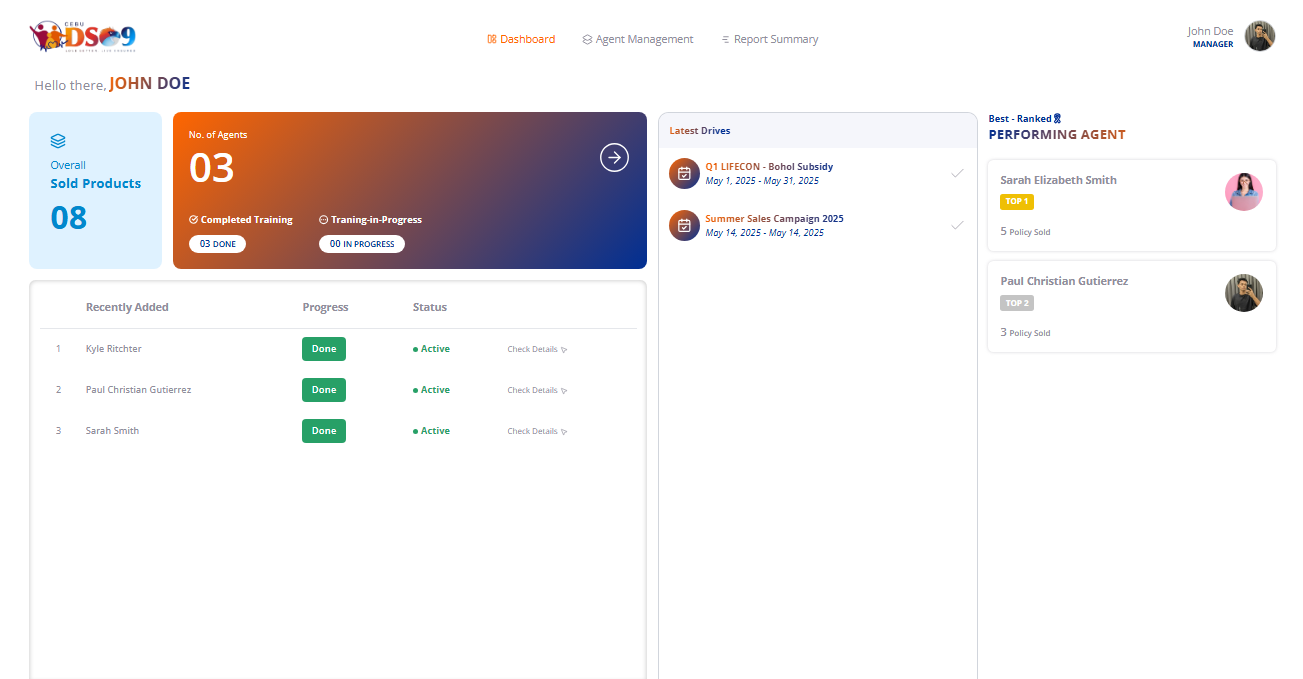 CEBU
DSO9
Dashboard
Agent Management
Report Summary
John Doe
MANAGER
Hello there, JOHN DOE
Overall
Sold Products
08
No. of Agents
03
Completed Training
03 DONE
Traning-in-Progress
00 IN PROGRESS
Recently Added Progress Status
1 Kyle Ritchter Done Active Check Details
2 Paul Christian Gutierrez Done Active Check Details
3 Sarah Smith Done Active Check Details
Latest Drives
Q1 LIFECON - Bohol Subsidy
May 1, 2025 - May 31, 2025
Summer Sales Campaign 2025
May 14, 2025 - May 14, 2025
Best - Ranked
PERFORMING AGENT
Sarah Elizabeth Smith
TOP 1
5 Policy Sold
Paul Christian Gutierrez
TOP 2
3 Policy Sold